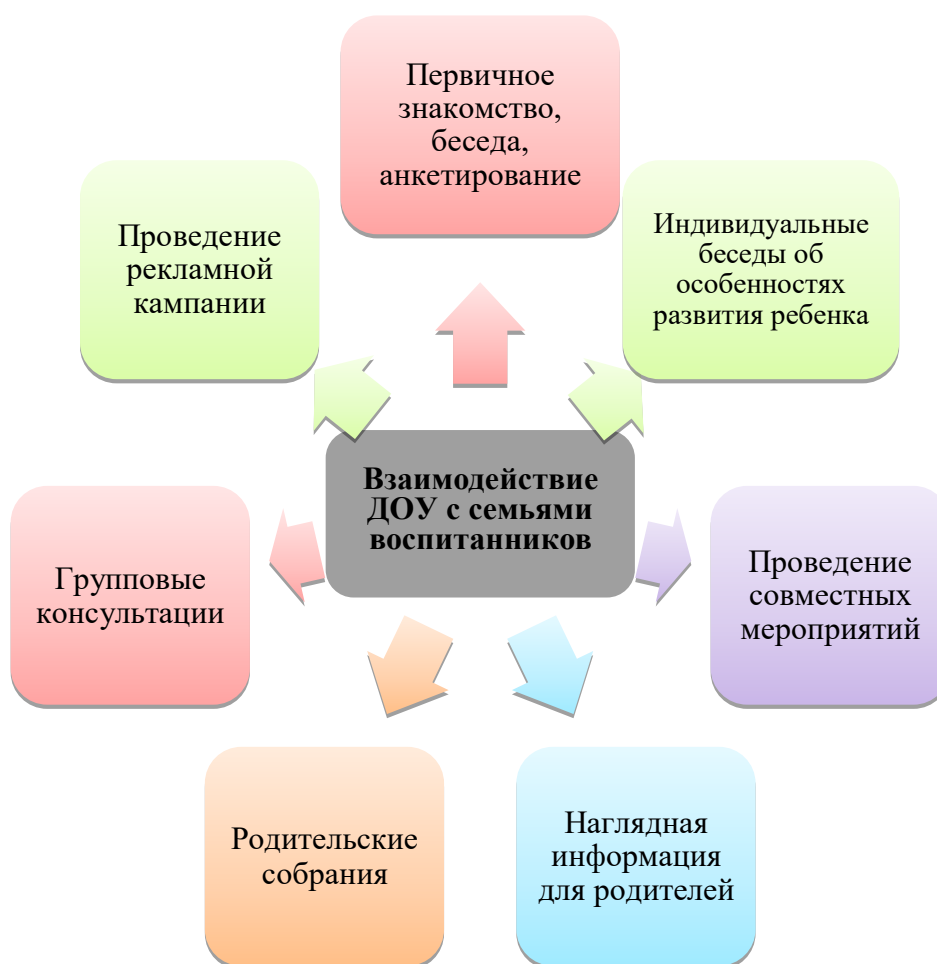 Первичное
знакомство,
беседа,
анкетирование
Индивидуальные
беседы об
особенностях
развития ребенка
Проведение
совместных
мероприятий
Наглядная
информация
для родителей
Родительские
собрания
Групповые
консультации
Проведение
рекламной
кампании
Взаимодействие
ДОУ с семьями
воспитанников